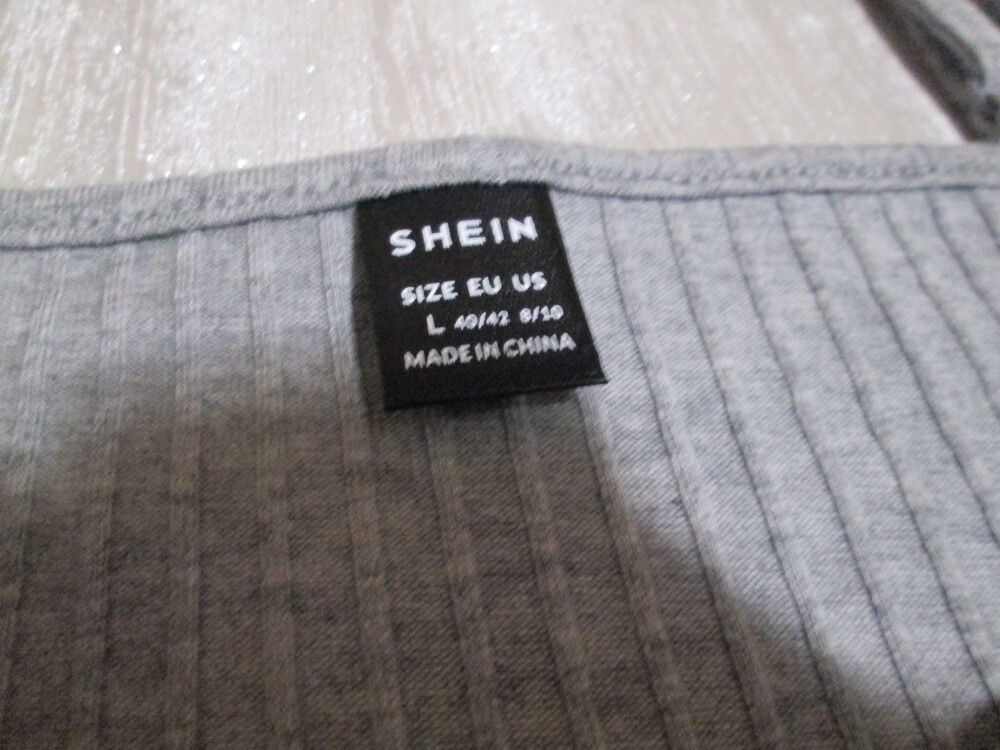 SHEIN
SIZE EU US
L 40/42 8/10
MADE IN CHINA